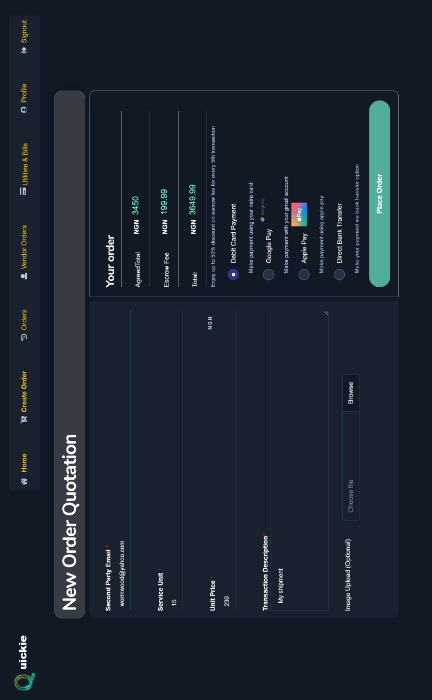 uickie
Home
Create Order
Orders
Vendor Orders
Utilities & Bils
Profile
Signout
New Order Quotation
Second Party Email *
wormwood@yahoo.com
Service Unit *
15
Unit Price *
230
NGN
Transaction Description *
My shipment
Image Upload (Optional)
Choose file
Browse
Your order
AgreedTotal: NGN 3450
Escrow Fee NGN 199.99
Total: NGN 3649.99
Enjoy up to 50% discount on escrow fee for every 5th transaction
Debit Card Payment
Make payment using your naira card
Google Pay
Make payment with your gmail account
Apple Pay
Pay
Make payment using apple pay
Direct Bank Transfer
Make your payment via bank transfer option
Place Order